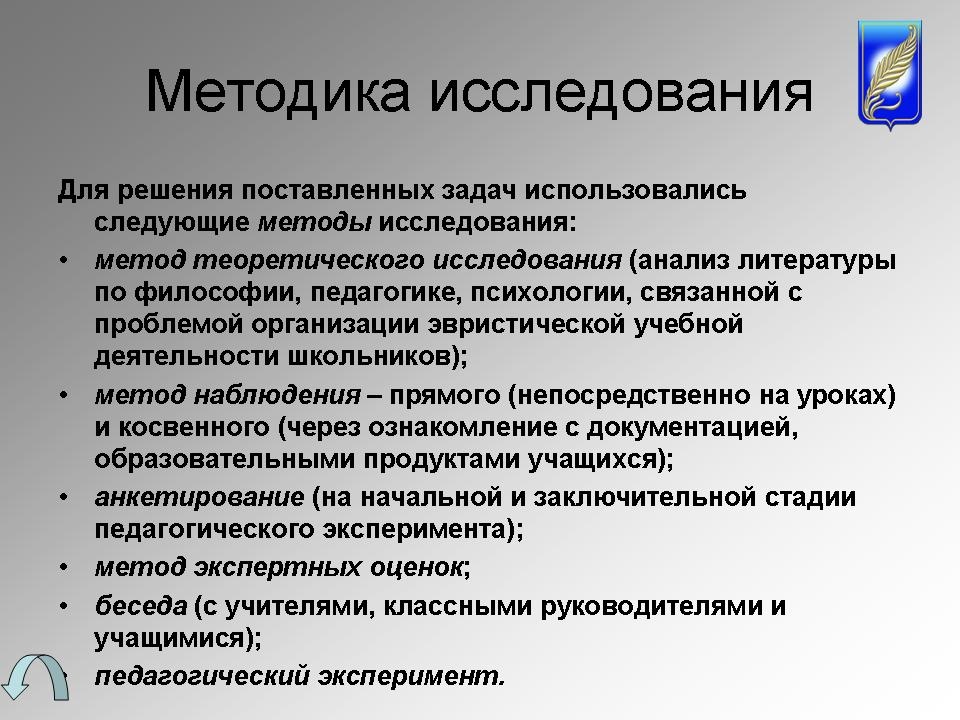 Методика исследования
Для решения поставленных задач использовались
следующие методы исследования:
• метод теоретического исследования (анализ литературы
по философии, педагогике, психологии, связанной с
проблемой организации эвристической учебной
деятельности школьников);
• метод наблюдения – прямого (непосредственно на уроках)
и косвенного (через ознакомление с документацией,
образовательными продуктами учащихся);
• анкетирование (на начальной и заключительной стадии
педагогического эксперимента);
• метод экспертных оценок;
• беседа (с учителями, классными руководителями и
учащимися);
• педагогический эксперимент.